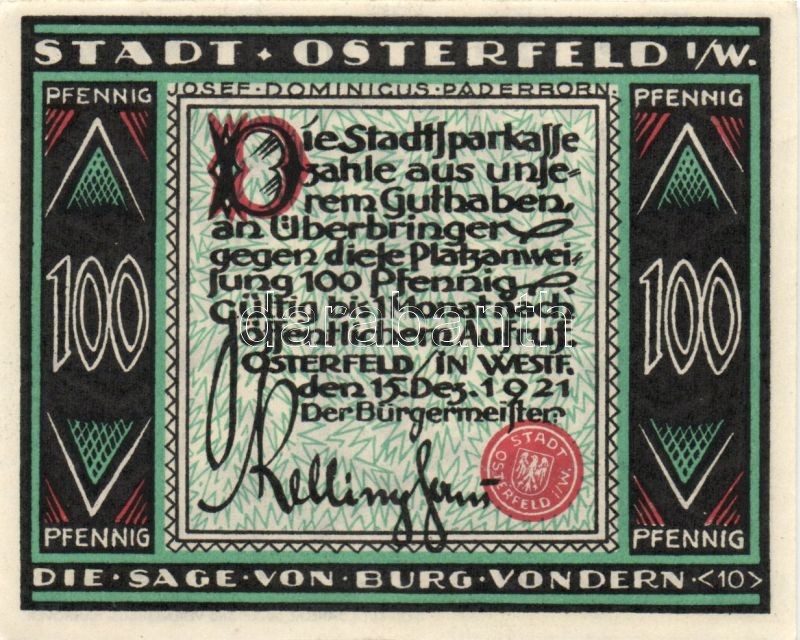 STADT · OSTERFELD I/W.
PFENNIG
JOSEF · DOMINICUS · PADERBORN.
PFENNIG
Die Stadtsparkasse
zahle aus unse-
rem Guthaben,
an Überbringer
gegen diese Platzanwei-
sung 100 Pfennig.
Gültig bis 1 Monat nach
öffentlichem Aufruf.
OSTERFELD IN WESTF.
den 15. Dez. 1921
Der Bürgermeister:
100
100
darabanth
Kellinghaus
STADT
OSTERFELD I/W.
PFENNIG
PFENNIG
DIE · SAGE · VON · BURG · VONDERN · <10>